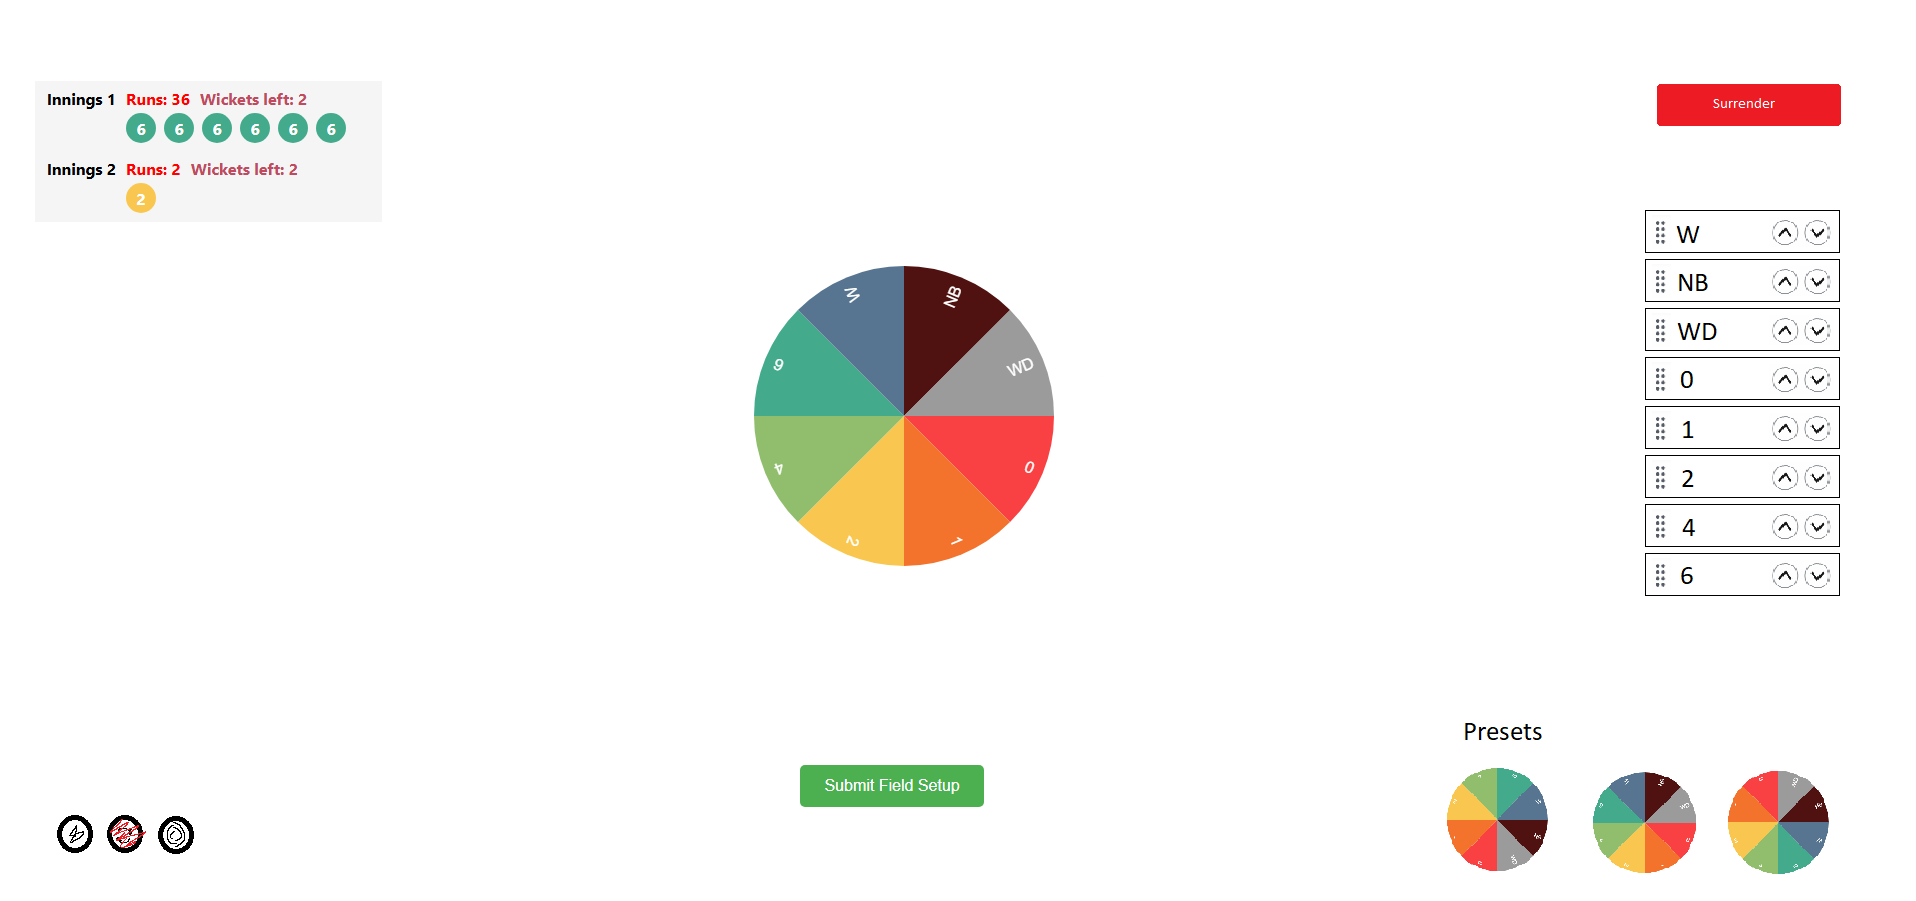 Innings 1 Runs: 36 Wickets left: 2
6 6 6 6 6 6
Innings 2 Runs: 2 Wickets left: 2
2
Surrender
W
NB
WD
0
1
2
4
6
NB
WD
0
1
2
4
6
W
Submit Field Setup
Presets